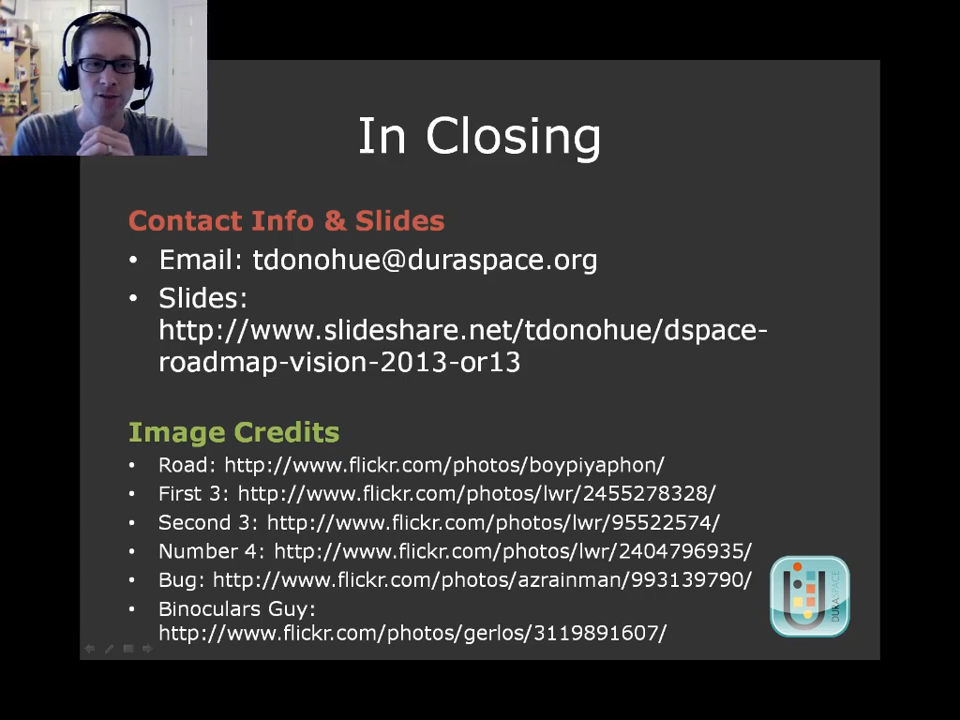 In Closing
Contact Info & Slides
• Email: tdonohue@duraspace.org
• Slides:
http://www.slideshare.net/tdonohue/dspace-
roadmap-vision-2013-or13
Image Credits
• Road: http://www.flickr.com/photos/boypiyaphon/
• First 3: http://www.flickr.com/photos/lwr/2455278328/
• Second 3: http://www.flickr.com/photos/lwr/95522574/
• Number 4: http://www.flickr.com/photos/lwr/2404796935/
• Bug: http://www.flickr.com/photos/azrainman/993139790/
• Binoculars Guy:
http://www.flickr.com/photos/gerlos/3119891607/
DURASPACE